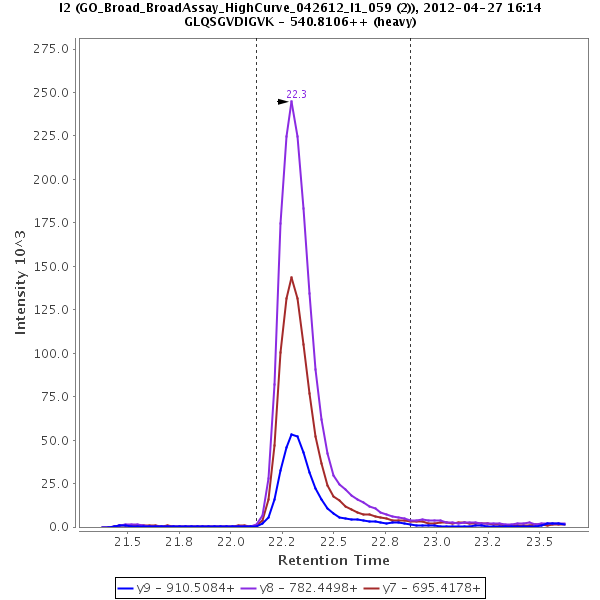 I2 (GO_Broad_BroadAssay_HighCurve_042612_I1_059 (2)), 2012-04-27 16:14
GLQSGVDIGVK - 540.8106++ (heavy)
275.0
250.0
225.0
200.0
175.0
150.0
125.0
100.0
75.0
50.0
25.0
0.0
Intensity 10^3
22.3
21.5 21.8 22.0 22.2 22.5 22.8 23.0 23.2 23.5
Retention Time
y9 - 910.5084+ y8 - 782.4498+ y7 - 695.4178+